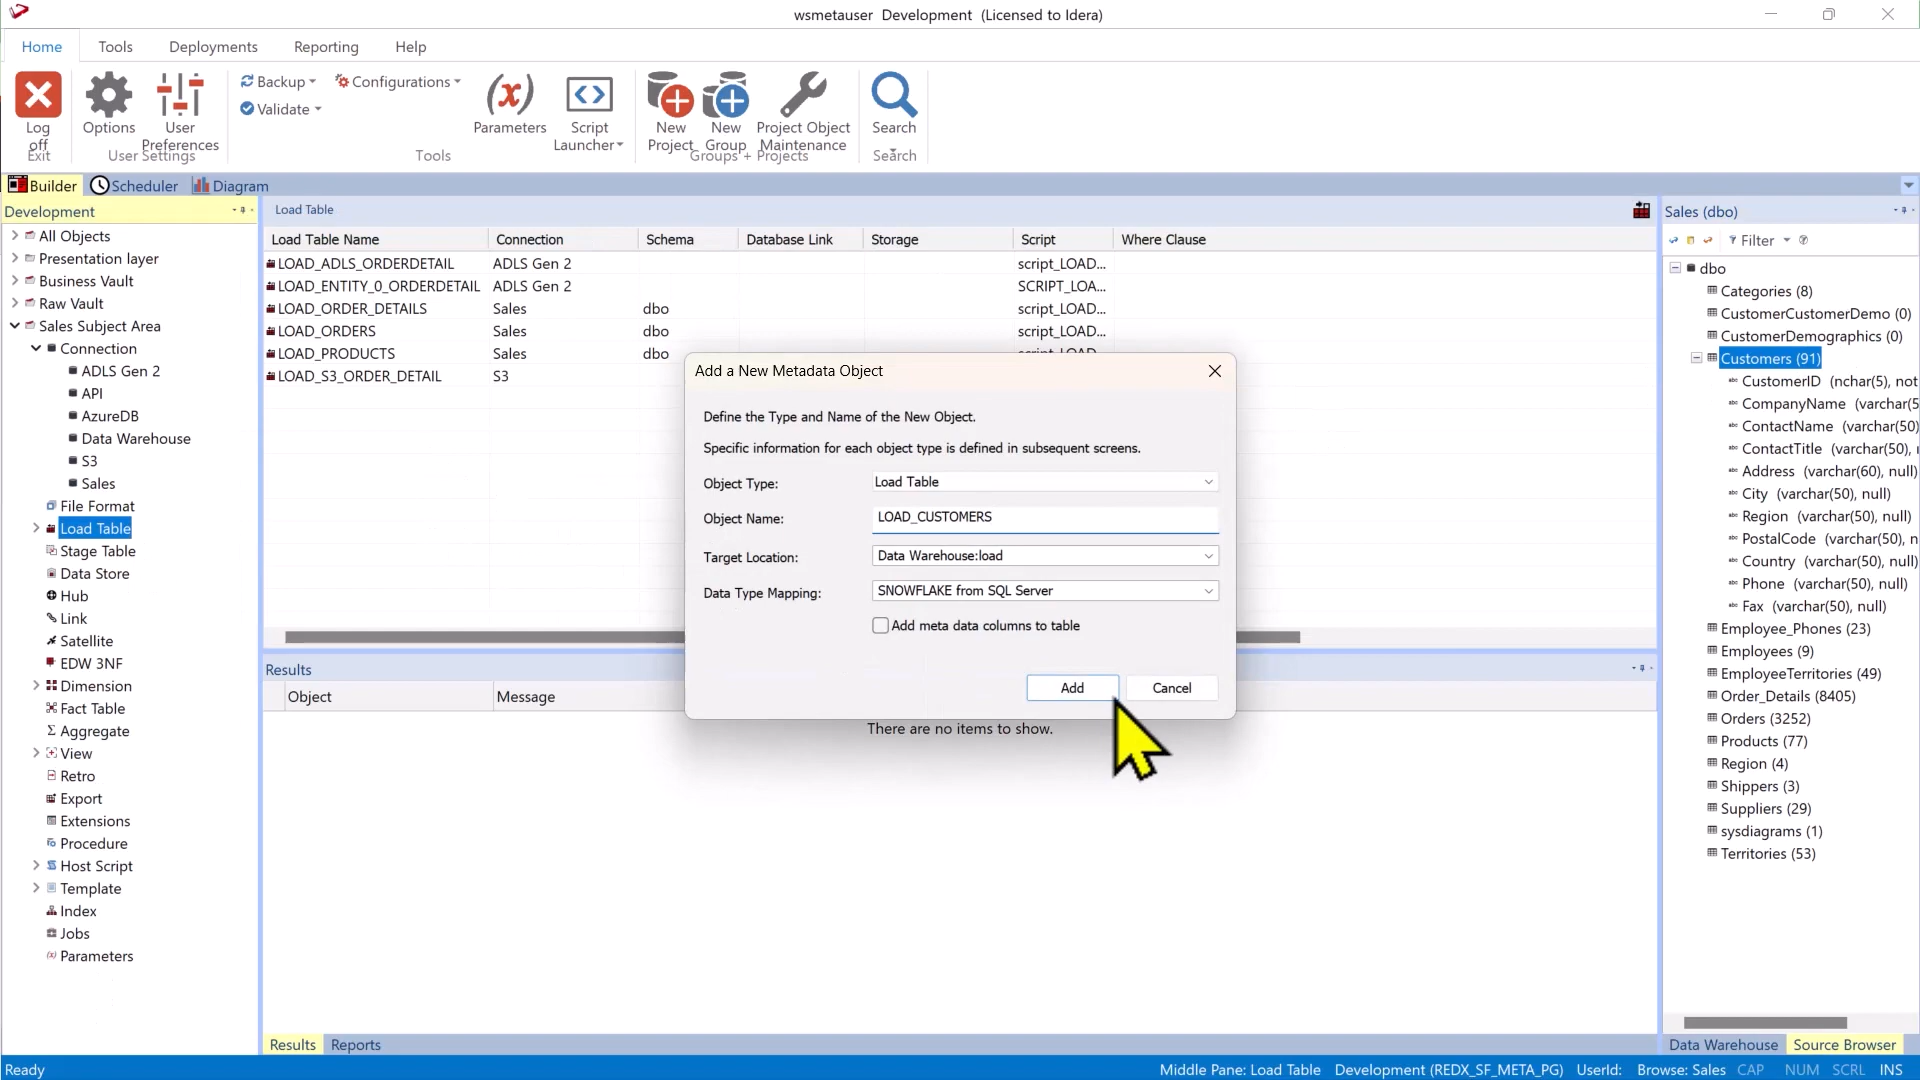 wsmetauser Development (Licensed to Idera)
Home Tools Deployments Reporting Help
Log off
Options
User Preferences
Backup
Validate
Configurations
Parameters
Script Launcher
New Project
New Group
Project Object Maintenance
Search
Exit User Settings Tools Groups + Projects Search
Builder Scheduler Diagram
Development
All Objects
Presentation layer
Business Vault
Raw Vault
Sales Subject Area
Connection
ADLS Gen 2
API
AzureDB
Data Warehouse
S3
Sales
File Format
Load Table
Stage Table
Data Store
Hub
Link
Satellite
EDW 3NF
Dimension
Fact Table
Aggregate
View
Retro
Export
Extensions
Procedure
Host Script
Template
Index
Jobs
Parameters
Load Table
Load Table Name Connection Schema Database Link Storage Script Where Clause
LOAD_ADLS_ORDERDETAIL ADLS Gen 2 script_LOAD...
LOAD_ENTITY_0_ORDERDETAIL ADLS Gen 2 SCRIPT_LOA...
LOAD_ORDER_DETAILS Sales dbo script_LOAD...
LOAD_ORDERS Sales dbo script_LOAD...
LOAD_PRODUCTS Sales dbo
LOAD_S3_ORDER_DETAIL S3
Add a New Metadata Object
Define the Type and Name of the New Object.
Specific information for each object type is defined in subsequent screens.
Object Type: Load Table
Object Name: LOAD_CUSTOMERS
Target Location: Data Warehouse:load
Data Type Mapping: SNOWFLAKE from SQL Server
Add meta data columns to table
Add Cancel
Results
Object Message
There are no items to show.
Results Reports
Sales (dbo)
Filter
dbo
Categories (8)
CustomerCustomerDemo (0)
CustomerDemographics (0)
Customers (91)
CustomerID (nchar(5), not
CompanyName (varchar(5
ContactName (varchar(50)
ContactTitle (varchar(50),
Address (varchar(60), null)
City (varchar(50), null)
Region (varchar(50), null)
PostalCode (varchar(50), n
Country (varchar(50), null)
Phone (varchar(50), null)
Fax (varchar(50), null)
Employee_Phones (23)
Employees (9)
EmployeeTerritories (49)
Order_Details (8405)
Orders (3252)
Products (77)
Region (4)
Shippers (3)
Suppliers (29)
sysdiagrams (1)
Territories (53)
Data Warehouse Source Browser
Ready
Middle Pane: Load Table Development (REDX_SF_META_PG) UserId: Browse: Sales CAP NUM SCRL INS